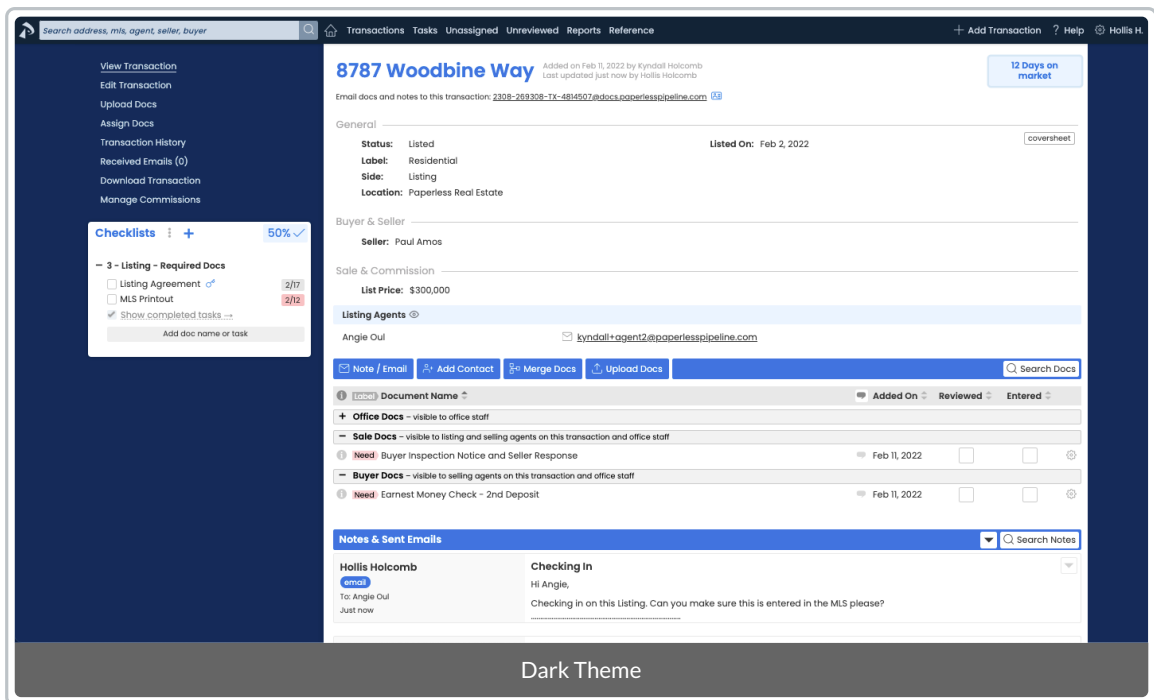 Search address, mls, agent, seller, buyer
Transactions Tasks Unassigned Unreviewed Reports Reference
Add Transaction ? Help Hollis H.
View Transaction
Edit Transaction
Upload Docs
Assign Docs
Transaction History
Received Emails (0)
Download Transaction
Manage Commissions
Checklists 50%
3 - Listing - Required Docs
Listing Agreement 2/17
MLS Printout 2/12
Show completed tasks →
Add doc name or task
8787 Woodbine Way
Added on Feb 11, 2022 by Kyndall Holcomb
Last updated just now by Hollis Holcomb
12 Days on
market
Email docs and notes to this transaction: 2308-269308-TX-4814507@docs.paperlesspipeline.com
General
Status: Listed
Listed On: Feb 2, 2022
coversheet
Label: Residential
Side: Listing
Location: Paperless Real Estate
Buyer & Seller
Seller: Paul Amos
Sale & Commission
List Price: $300,000
Listing Agents
Angie Oul kyndall+agent2@paperlesspipeline.com
Note / Email Add Contact Merge Docs Upload Docs Search Docs
Label Document Name Added On Reviewed Entered
+ Office Docs - visible to office staff
- Sale Docs - visible to listing and selling agents on this transaction and office staff
Need Buyer Inspection Notice and Seller Response Feb 11, 2022
- Buyer Docs - visible to selling agents on this transaction and office staff
Need Earnest Money Check - 2nd Deposit Feb 11, 2022
Notes & Sent Emails Search Notes
Hollis Holcomb
email
To: Angie Oul
Just now
Checking In
Hi Angie,
Checking in on this Listing. Can you make sure this is entered in the MLS please?
Dark Theme